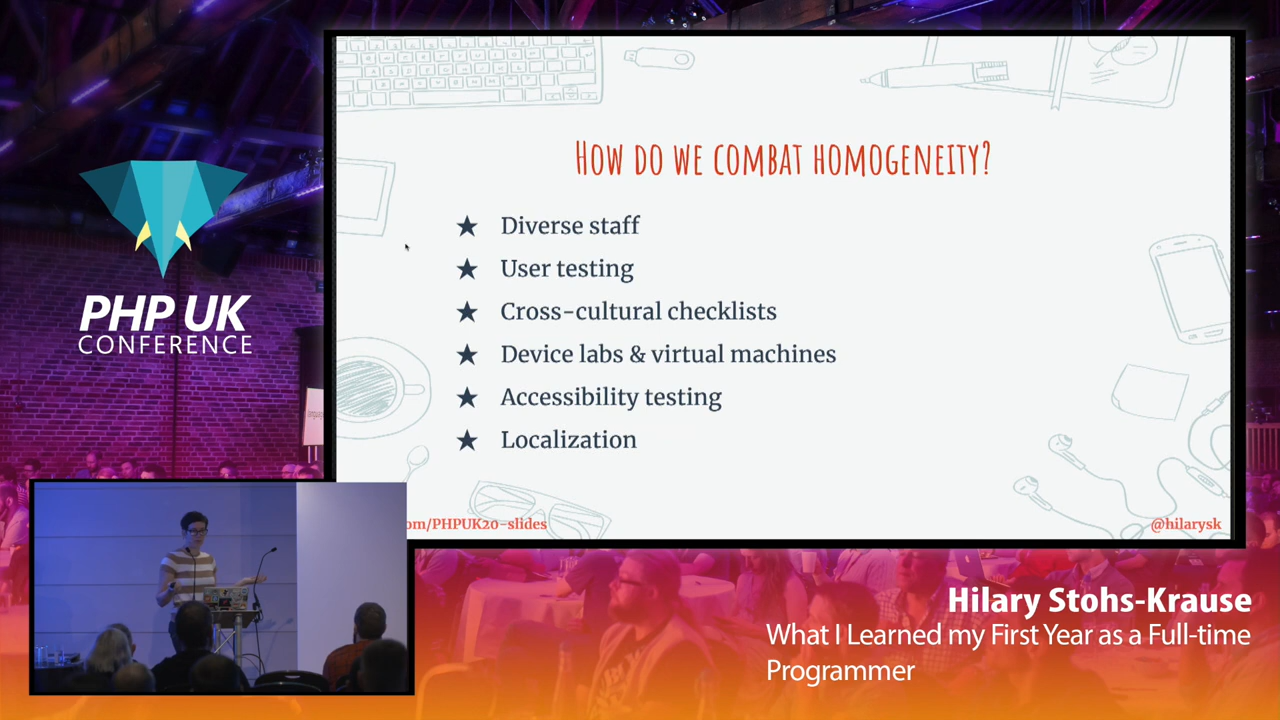 How do we combat homogeneity?
★ Diverse staff
★ User testing
★ Cross-cultural checklists
★ Device labs & virtual machines
★ Accessibility testing
★ Localization
om/PHPUK20-slides
@hilarysk
PHP UK
CONFERENCE
Hilary Stohs-Krause
What I Learned my First Year as a Full-time
Programmer